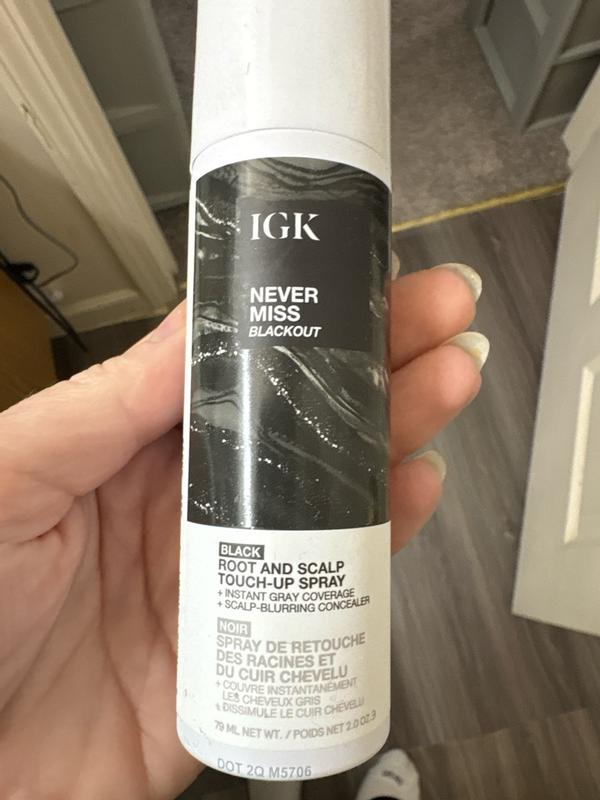 IGK
NEVER
MISS
BLACKOUT
BLACK
ROOT AND SCALP
TOUCH-UP SPRAY
+ INSTANT GRAY COVERAGE
+ SCALP-BLURRING CONCEALER
NOIR
SPRAY DE RETOUCHE
DES RACINES ET
DU CUIR CHEVELU
+ COUVRE INSTANTANÉMENT
LES CHEVEUX GRIS
+ DISSIMULE LE CUIR CHEVELU
79 ML NET WT. / POIDS NET 2.0 OZ.
DOT 2Q M5706